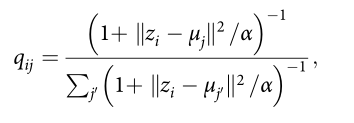 q_{ij} = \frac{\left(1 + \|z_i - \mu_j\|^2 / \alpha\right)^{-1}}{\sum_{j'} \left(1 + \|z_i - \mu_{j'}\|^2 / \alpha\right)^{-1}},